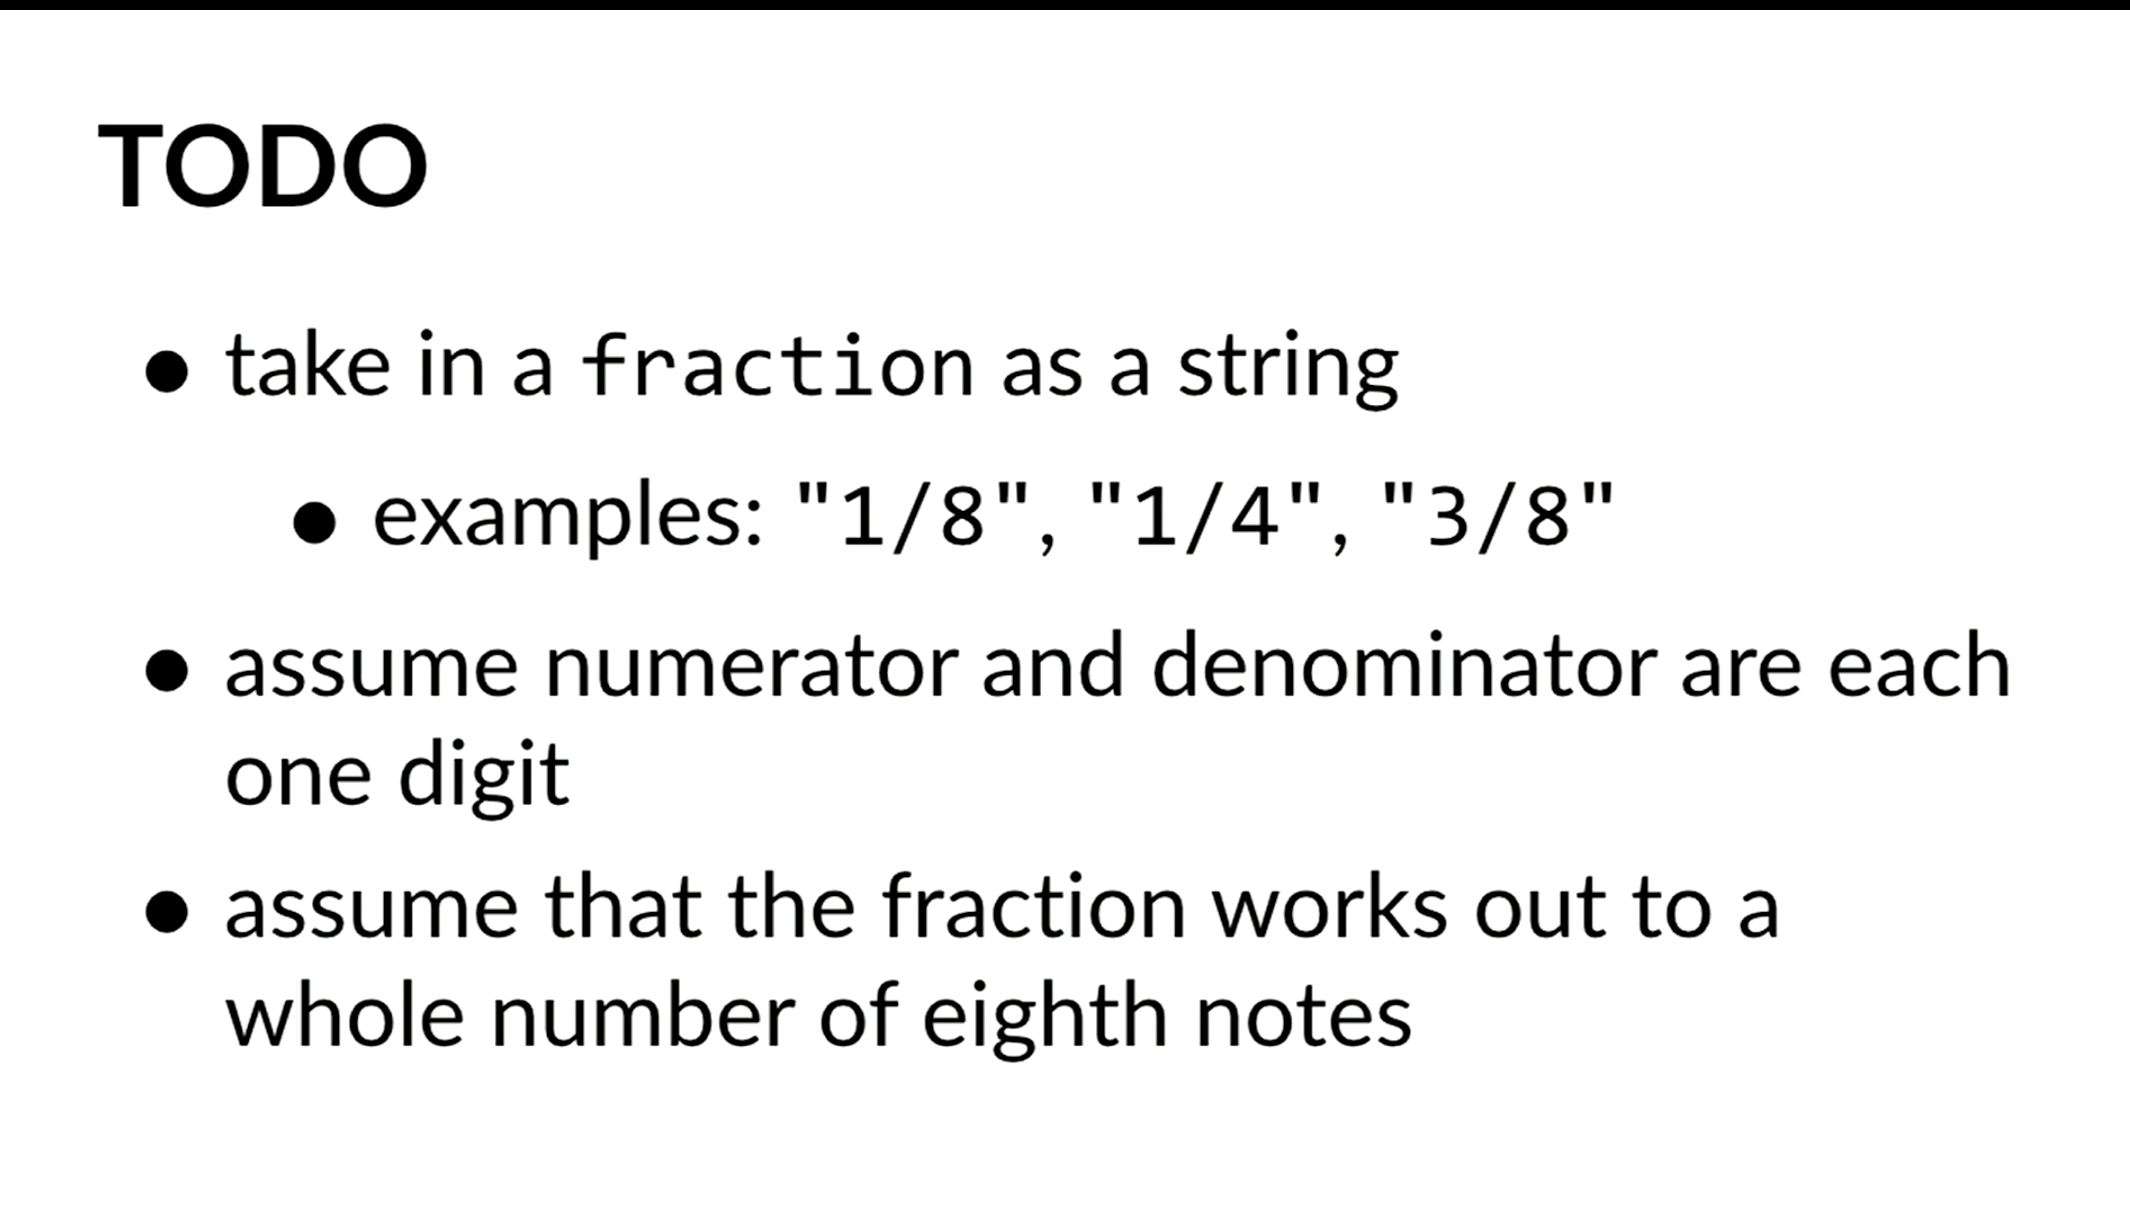 TODO
• take in a fraction as a string
• examples: "1/8", "1/4", "3/8"
• assume numerator and denominator are each
one digit
• assume that the fraction works out to a
whole number of eighth notes